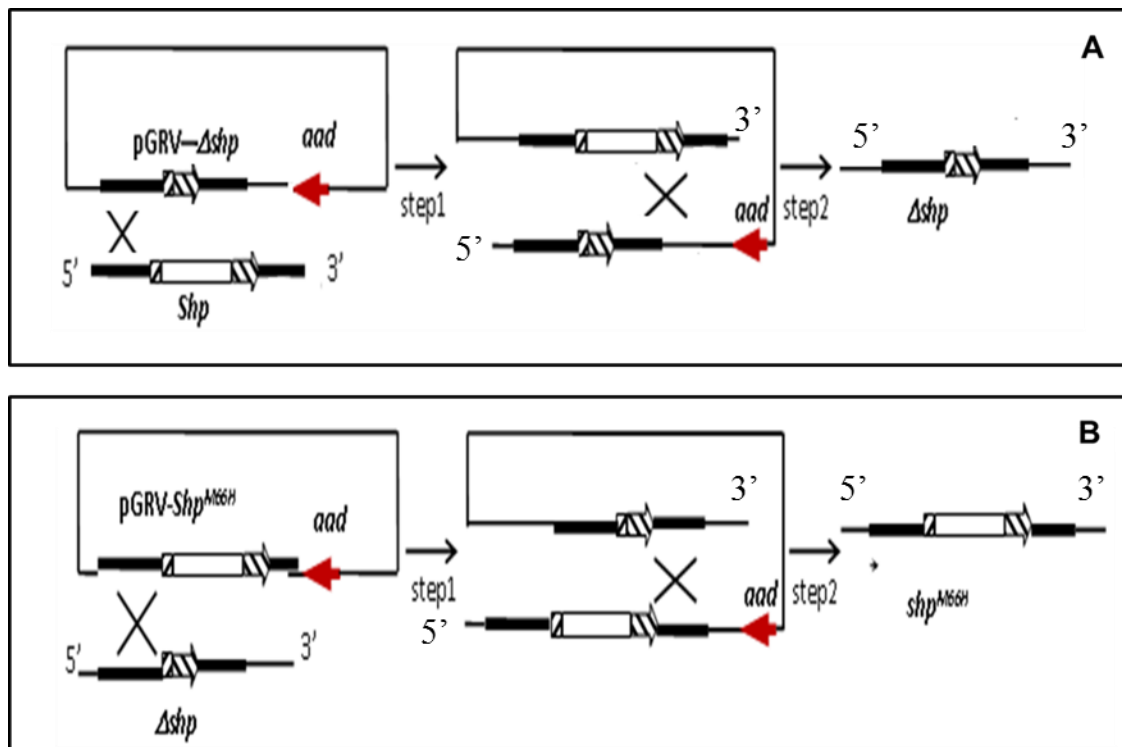 A
pGRV–Δshp
aad
5’ 3’
Shp
step1
3’
5’
aad
step2
5’ 3’
Δshp
B
pGRV-Shp^M66H
aad
5’ 3’
Δshp
step1
3’
5’
aad
step2
5’ 3’
shp^M66H